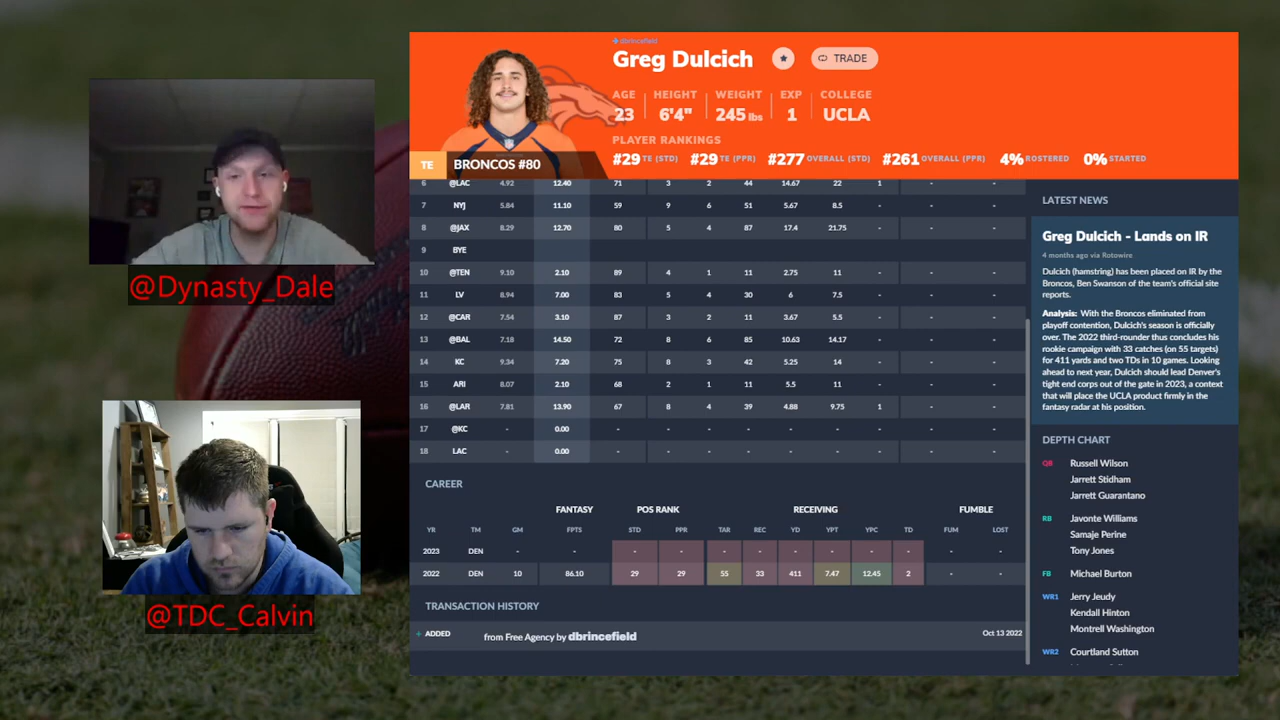 @Dynasty_Dale
@TDC_Calvin
dbrincefield
Greg Dulcich
TRADE
AGE HEIGHT WEIGHT EXP COLLEGE
23 6'4" 245 lbs 1 UCLA
PLAYER RANKINGS
#29 TE (STD) #29 TE (PPR) #277 OVERALL (STD) #261 OVERALL (PPR) 4% ROSTERED 0% STARTED
TE BRONCOS #80
6 @LAC 4.92 12.40 71 3 2 44 14.67 22 1 - -
7 NYJ 5.84 11.10 59 9 6 51 5.67 8.5 - - -
8 @JAX 8.29 12.70 80 5 4 87 17.4 21.75 - - -
9 BYE
10 @TEN 9.10 2.10 89 4 1 11 2.75 11 - - -
11 LV 8.94 7.00 83 5 4 30 6 7.5 - - -
12 @CAR 7.54 3.10 87 3 2 11 3.67 5.5 - - -
13 @BAL 7.18 14.50 72 8 6 85 10.63 14.17 - - -
14 KC 9.34 7.20 75 8 3 42 5.25 14 - - -
15 ARI 8.07 2.10 68 2 1 11 5.5 11 - - -
16 @LAR 7.81 13.90 67 8 4 39 4.88 9.75 1 - -
17 @KC - 0.00 - - - - - - - - -
18 LAC - 0.00 - - - - - - - - -
CAREER
FANTASY POS RANK RECEIVING FUMBLE
YR TM GM FPTS STD PPR TAR REC YD YPT YPC TD FUM LOST
2023 DEN - - - - - - - - - - - -
2022 DEN 10 86.10 29 29 55 33 411 7.47 12.45 2 - -
TRANSACTION HISTORY
+ ADDED from Free Agency by dbrincefield Oct 13 2022
LATEST NEWS
Greg Dulcich - Lands on IR
4 months ago via Rotowire
Dulcich (hamstring) has been placed on IR by the
Broncos, Ben Swanson of the team's official site
reports.
Analysis: With the Broncos eliminated from
playoff contention, Dulcich's season is officially
over. The 2022 third-rounder thus concludes his
rookie campaign with 33 catches (on 55 targets)
for 411 yards and two TDs in 10 games. Looking
ahead to next year, Dulcich should lead Denver's
tight end corps out of the gate in 2023, a context
that will place the UCLA product firmly in the
fantasy radar at his position.
DEPTH CHART
QB Russell Wilson
Jarrett Stidham
Jarrett Guarantano
RB Javonte Williams
Samaje Perine
Tony Jones
FB Michael Burton
WR1 Jerry Jeudy
Kendall Hinton
Montrell Washington
WR2 Courtland Sutton